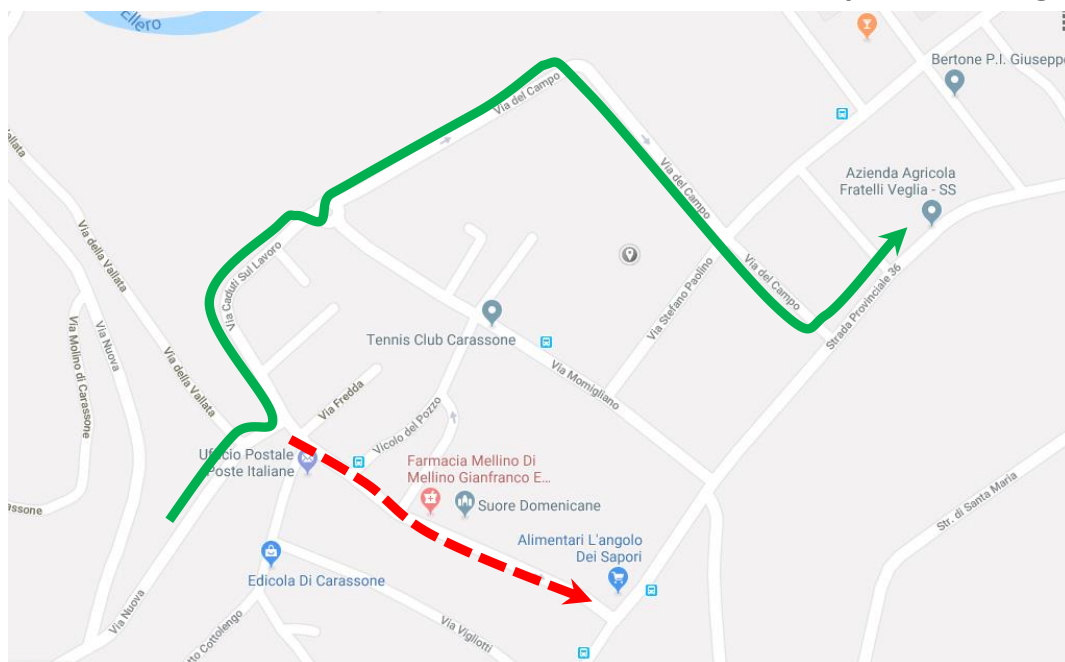 Ellero
Bertone P.I. Giuseppe
Via del Campo
Via del Campo
Azienda Agricola
Fratelli Veglia - SS
Via della Vallata
Via Caduti Sul Lavoro
Via Stefano Paolino
Via del Campo
Strada Provinciale 36
Via Nuova
Via Molino di Carassone
Tennis Club Carassone
Via della Vallata
Via Momigliano
Via Fredda
Vicolo del Pozzo
Ufficio Postale
Poste Italiane
Farmacia Mellino Di
Mellino Gianfranco E...
Suore Domenicane
Str. di Santa Maria
Alimentari L'angolo
Dei Sapori
Edicola Di Carassone
Via Nuova
Via Vigliotti